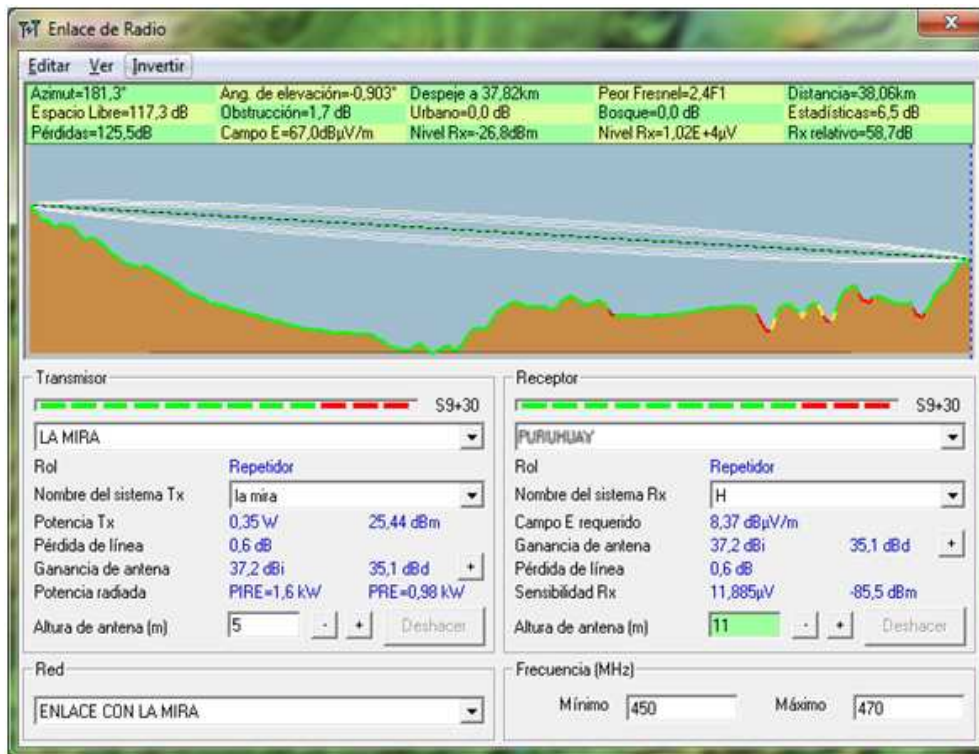 Enlace de Radio
Editar Ver Invertir
Azimut=181,3° Ang. de elevación=-0,903° Despeje a 37,82km Peor Fresnel=2,4F1 Distancia=38,06km
Espacio Libre=117,3 dB Obstrucción=1,7 dB Urbano=0,0 dB Bosque=0,0 dB Estadísticas=6,5 dB
Pérdidas=125,5dB Campo E=67,0dBµV/m Nivel Rx=-26,8dBm Nivel Rx=1,02E+4µV Rx relativo=58,7dB
Transmisor
S9+30
LA MIRA
Rol Repetidor
Nombre del sistema Tx la mira
Potencia Tx 0,35 W 25,44 dBm
Pérdida de línea 0,6 dB
Ganancia de antena 37,2 dBi 35,1 dBd +
Potencia radiada PIRE=1,6 kW PRE=0,98 kW
Altura de antena (m) 5 - + Deshacer
Red
ENLACE CON LA MIRA
Receptor
S9+30
PURUHUAY
Rol Repetidor
Nombre del sistema Rx H
Campo E requerido 8,37 dBµV/m
Ganancia de antena 37,2 dBi 35,1 dBd +
Pérdida de línea 0,6 dB
Sensibilidad Rx 11,885µV -85,5 dBm
Altura de antena (m) 11 - + Deshacer
Frecuencia (MHz)
Mínimo 450 Máximo 470